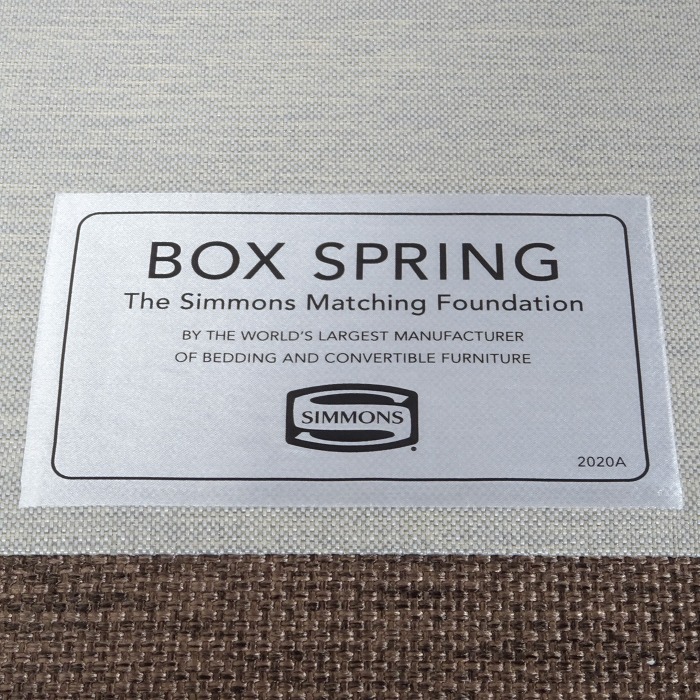 BOX SPRING
The Simmons Matching Foundation
BY THE WORLD'S LARGEST MANUFACTURER
OF BEDDING AND CONVERTIBLE FURNITURE
SIMMONS
2020A